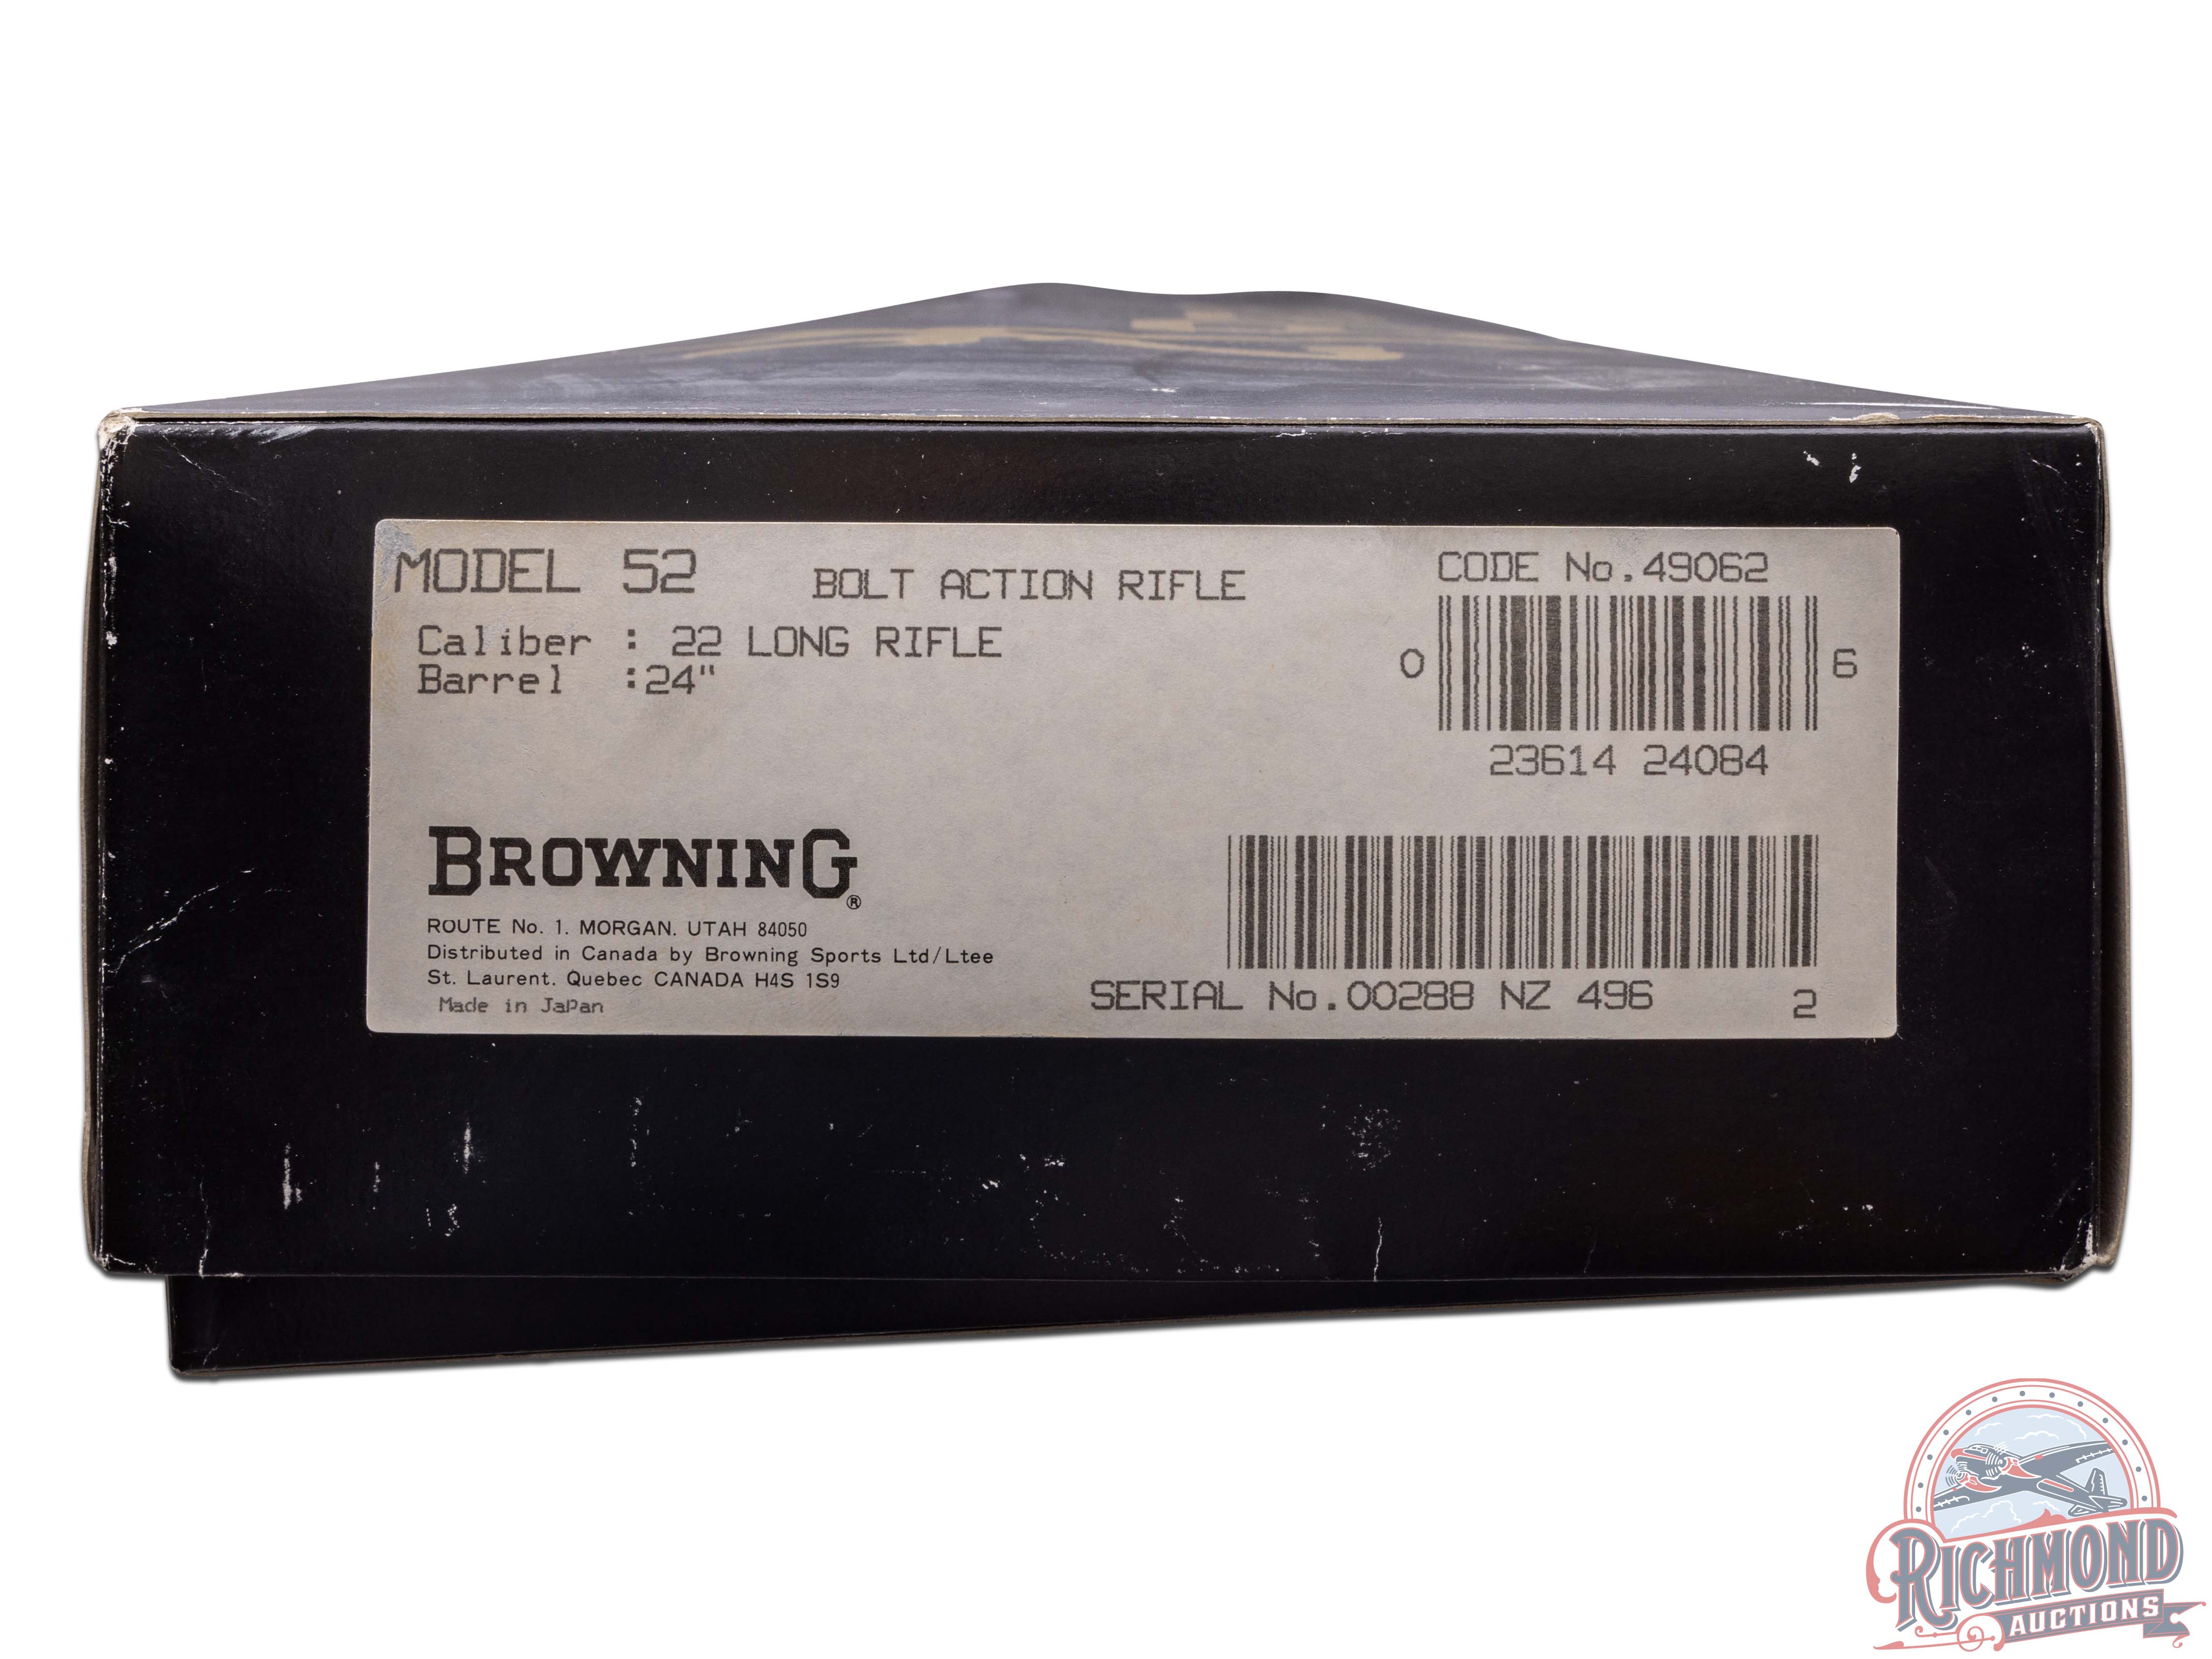 MODEL 52 BOLT ACTION RIFLE
Caliber : 22 LONG RIFLE
Barrel :24"
CODE No.49062
0 6
23614 24084
BROWNING®
ROUTE No. 1. MORGAN. UTAH 84050
Distributed in Canada by Browning Sports Ltd/Ltee
St. Laurent. Quebec CANADA H4S 1S9
Made in JaPan
SERIAL No.00288 NZ 496 2
RICHMOND
AUCTIONS